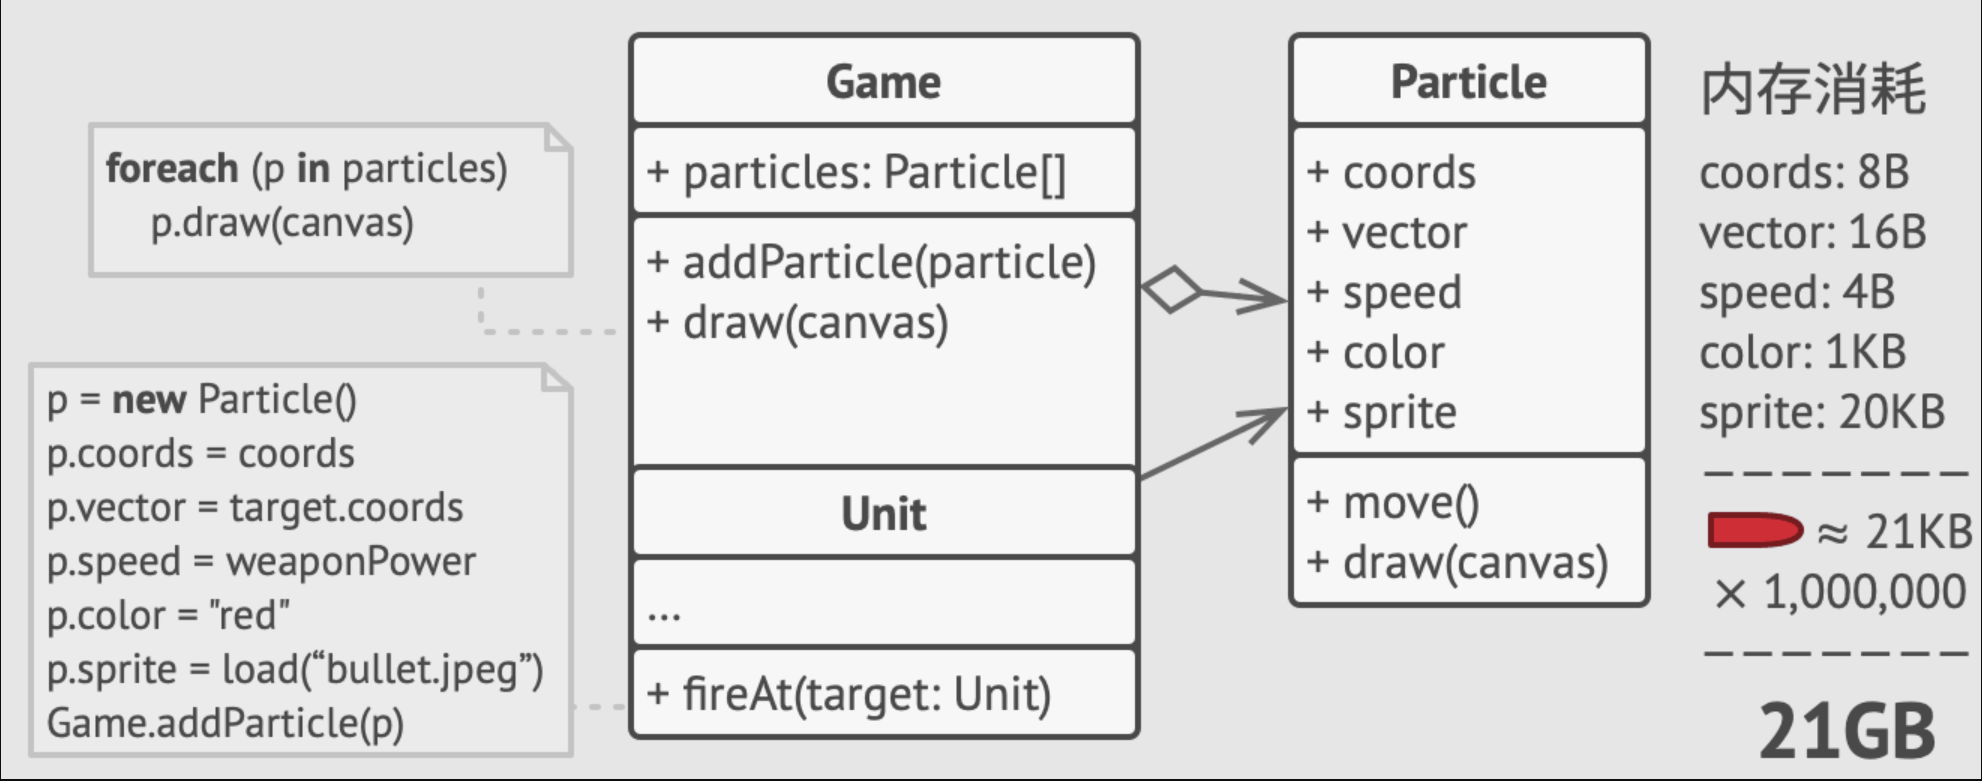 foreach (p in particles)
p.draw(canvas)
p = new Particle()
p.coords = coords
p.vector = target.coords
p.speed = weaponPower
p.color = "red"
p.sprite = load(“bullet.jpeg”)
Game.addParticle(p)
Game
+ particles: Particle[]
+ addParticle(particle)
+ draw(canvas)
Unit
...
+ fireAt(target: Unit)
Particle
+ coords
+ vector
+ speed
+ color
+ sprite
+ move()
+ draw(canvas)
内存消耗
coords: 8B
vector: 16B
speed: 4B
color: 1KB
sprite: 20KB
≈ 21KB
× 1,000,000
21GB